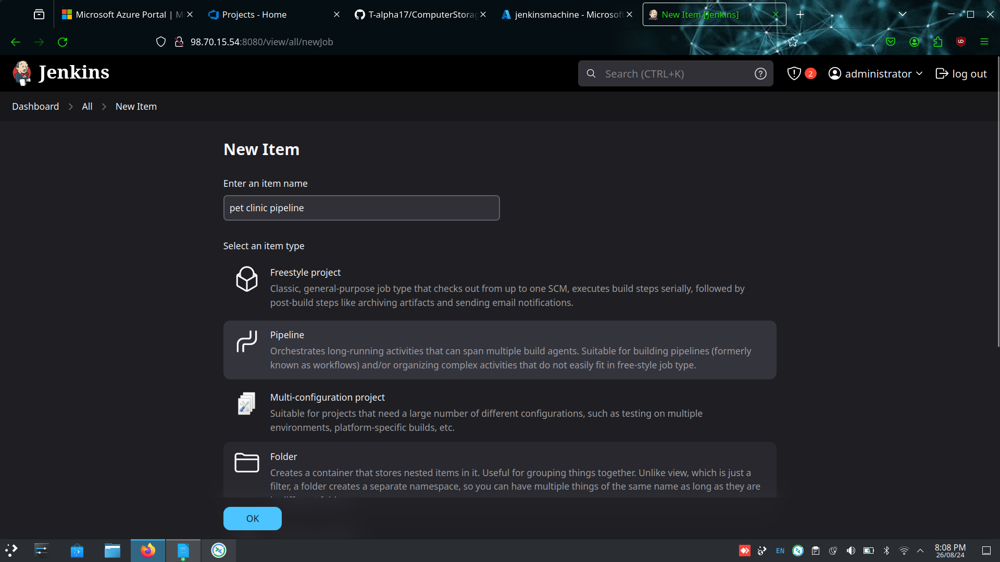 Microsoft Azure Portal | M
Projects - Home
T-alpha17/ComputerStorag
jenkinsmachine - Microsoft
New Item [Jenkins]
98.70.15.54:8080/view/all/newJob
Jenkins
Search (CTRL+K)
2
administrator
log out
Dashboard
All
New Item
New Item
Enter an item name
pet clinic pipeline
Select an item type
Freestyle project
Classic, general-purpose job type that checks out from up to one SCM, executes build steps serially, followed by
post-build steps like archiving artifacts and sending email notifications.
Pipeline
Orchestrates long-running activities that can span multiple build agents. Suitable for building pipelines (formerly
known as workflows) and/or organizing complex activities that do not easily fit in free-style job type.
Multi-configuration project
Suitable for projects that need a large number of different configurations, such as testing on multiple
environments, platform-specific builds, etc.
Folder
Creates a container that stores nested items in it. Useful for grouping things together. Unlike view, which is just a
filter, a folder creates a separate namespace, so you can have multiple things of the same name as long as they are
OK
EN
8:08 PM
26/08/24